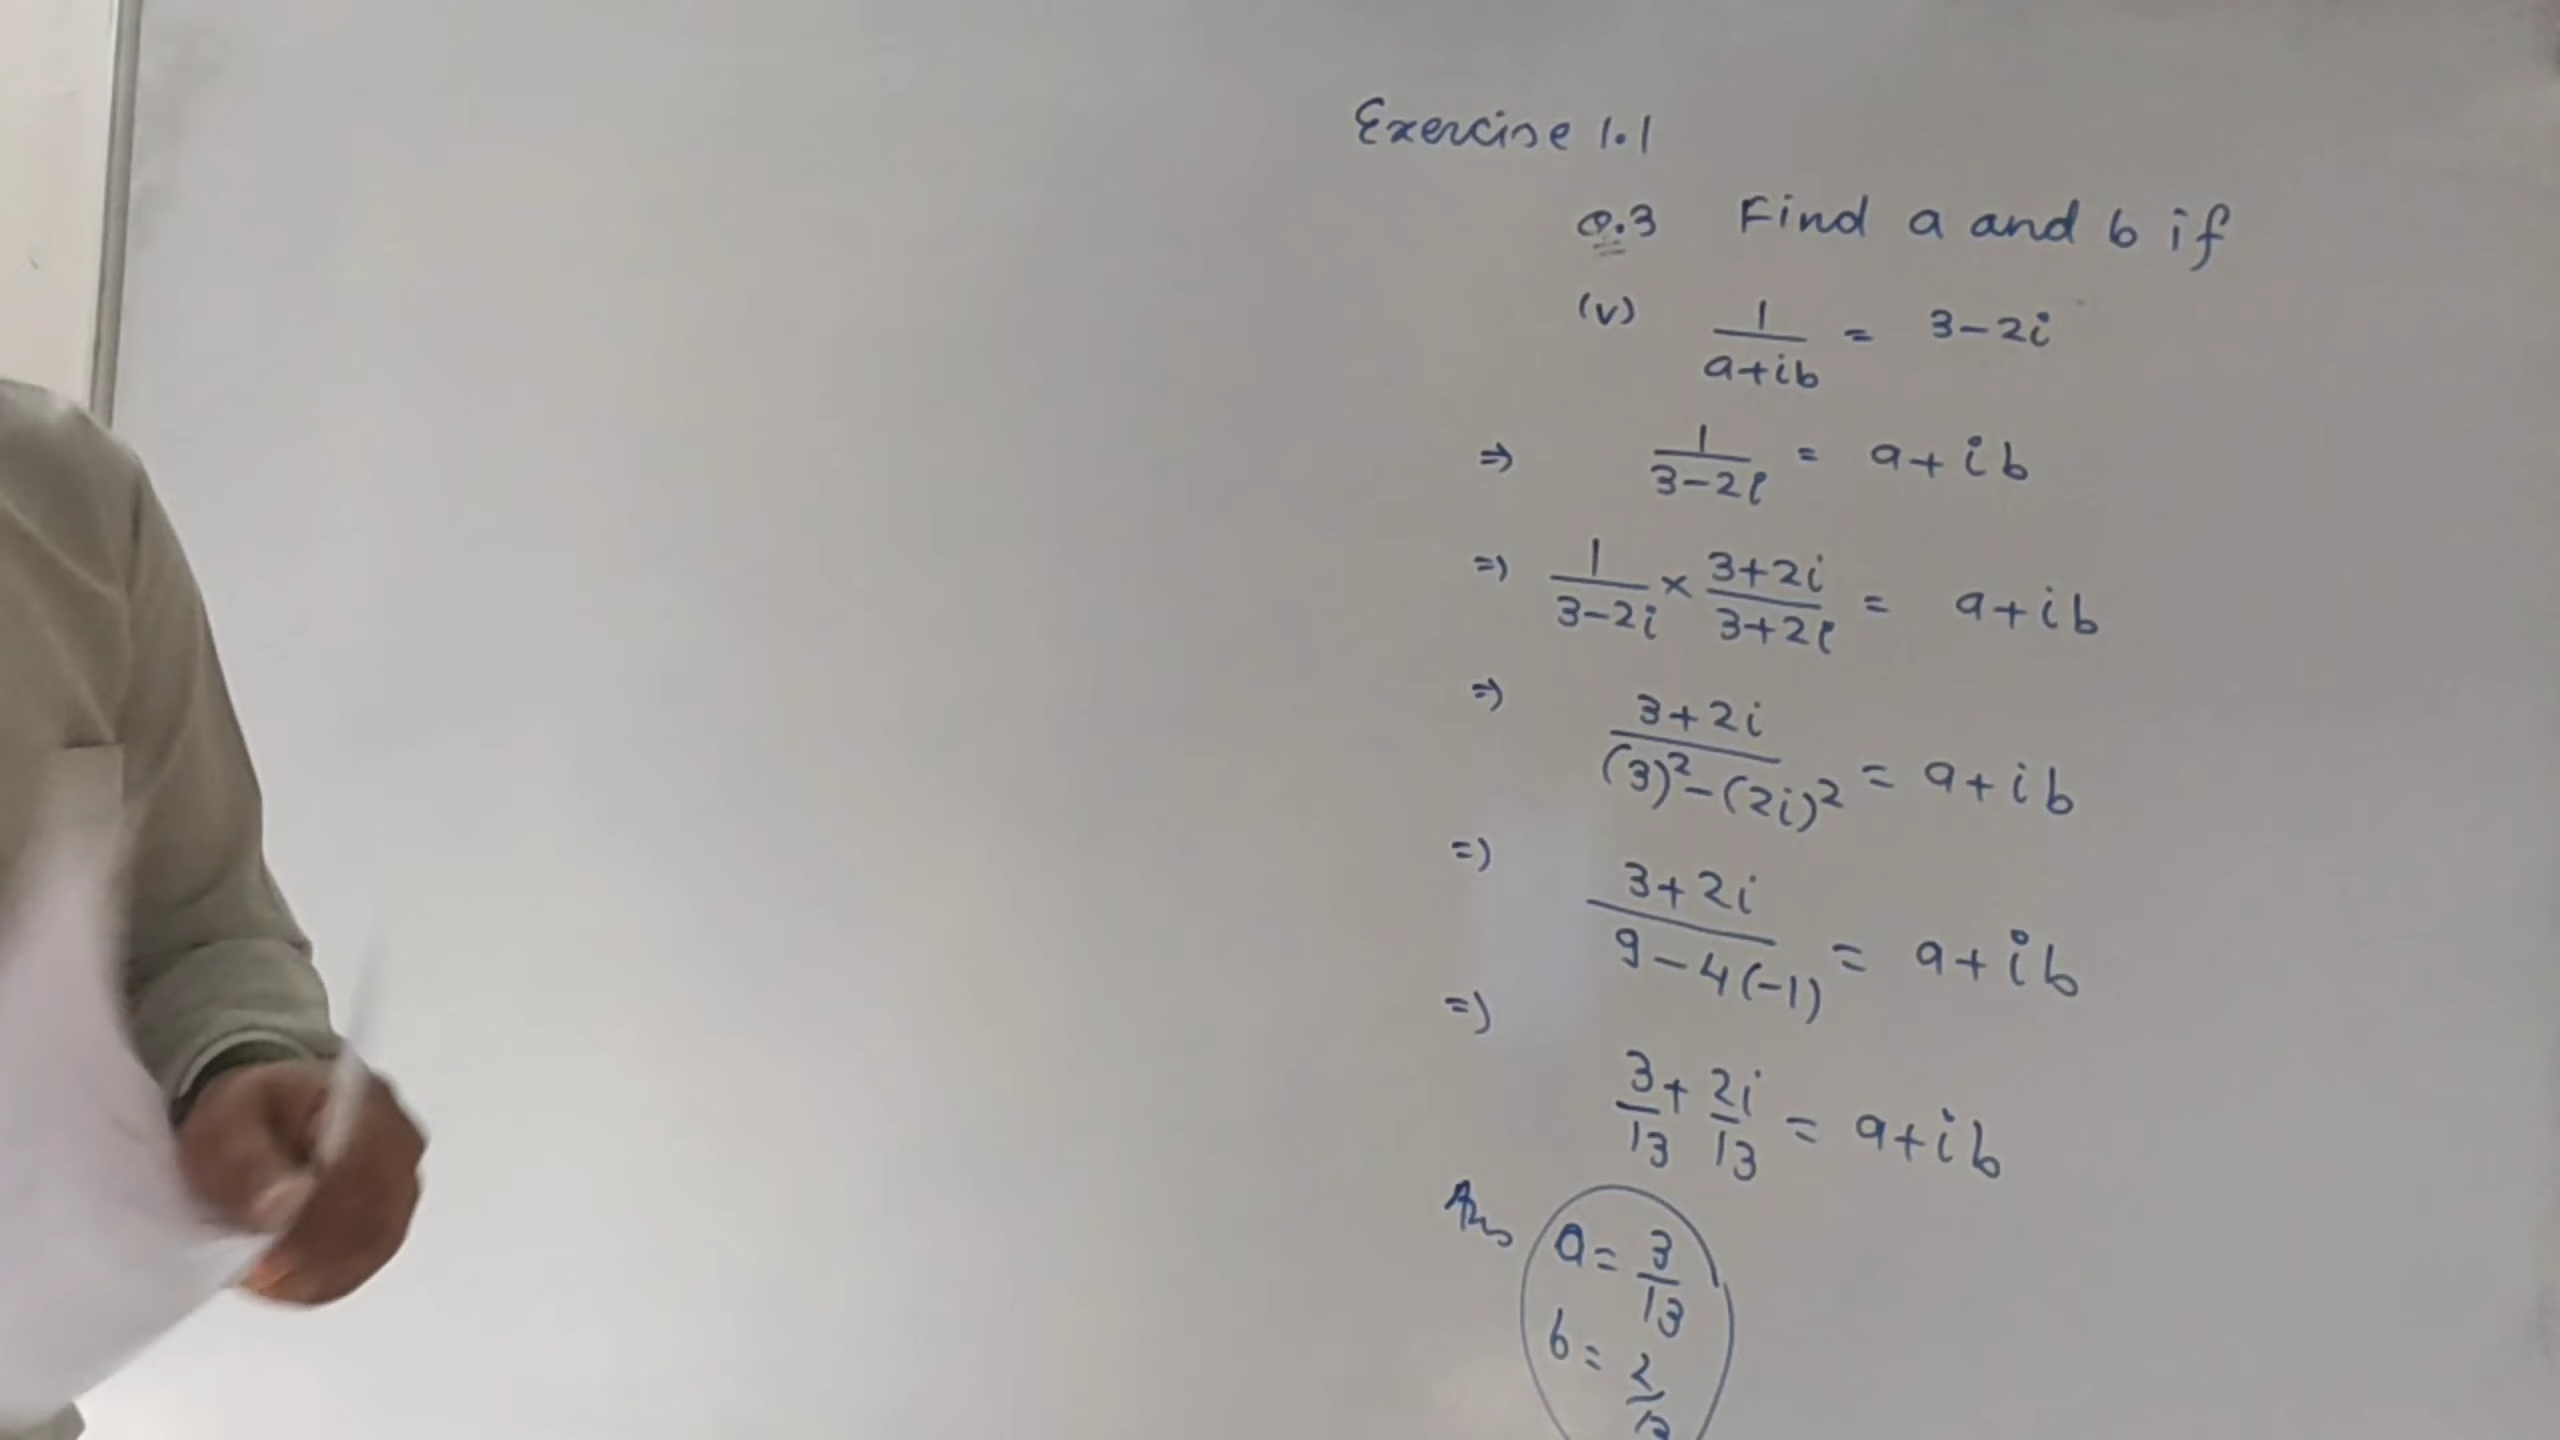 Exercise 1.1
Q.3 Find a and b if
(v) 1/(a+ib) = 3-2i
⇒ 1/(3-2i) = a+ib
⇒ 1/(3-2i) × (3+2i)/(3+2i) = a+ib
⇒ (3+2i)/((3)²-(2i)²) = a+ib
⇒ (3+2i)/(9-4(-1)) = a+ib
⇒ 3/13 + 2i/13 = a+ib
Ans a = 3/13
b = 2/13